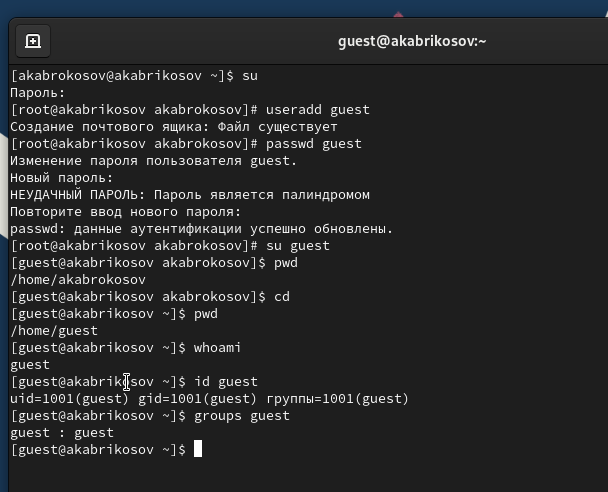 guest@akabrikosov:~
[akabrokosov@akabrikosov ~]$ su
Пароль:
[root@akabrikosov akabrokosov]# useradd guest
Создание почтового ящика: Файл существует
[root@akabrikosov akabrokosov]# passwd guest
Изменение пароля пользователя guest.
Новый пароль:
НЕУДАЧНЫЙ ПАРОЛЬ: Пароль является палиндромом
Повторите ввод нового пароля:
passwd: данные аутентификации успешно обновлены.
[root@akabrikosov akabrokosov]# su guest
[guest@akabrikosov akabrokosov]$ pwd
/home/akabrokosov
[guest@akabrikosov akabrokosov]$ cd
[guest@akabrikosov ~]$ pwd
/home/guest
[guest@akabrikosov ~]$ whoami
guest
[guest@akabrikosov ~]$ id guest
uid=1001(guest) gid=1001(guest) группы=1001(guest)
[guest@akabrikosov ~]$ groups guest
guest : guest
[guest@akabrikosov ~]$